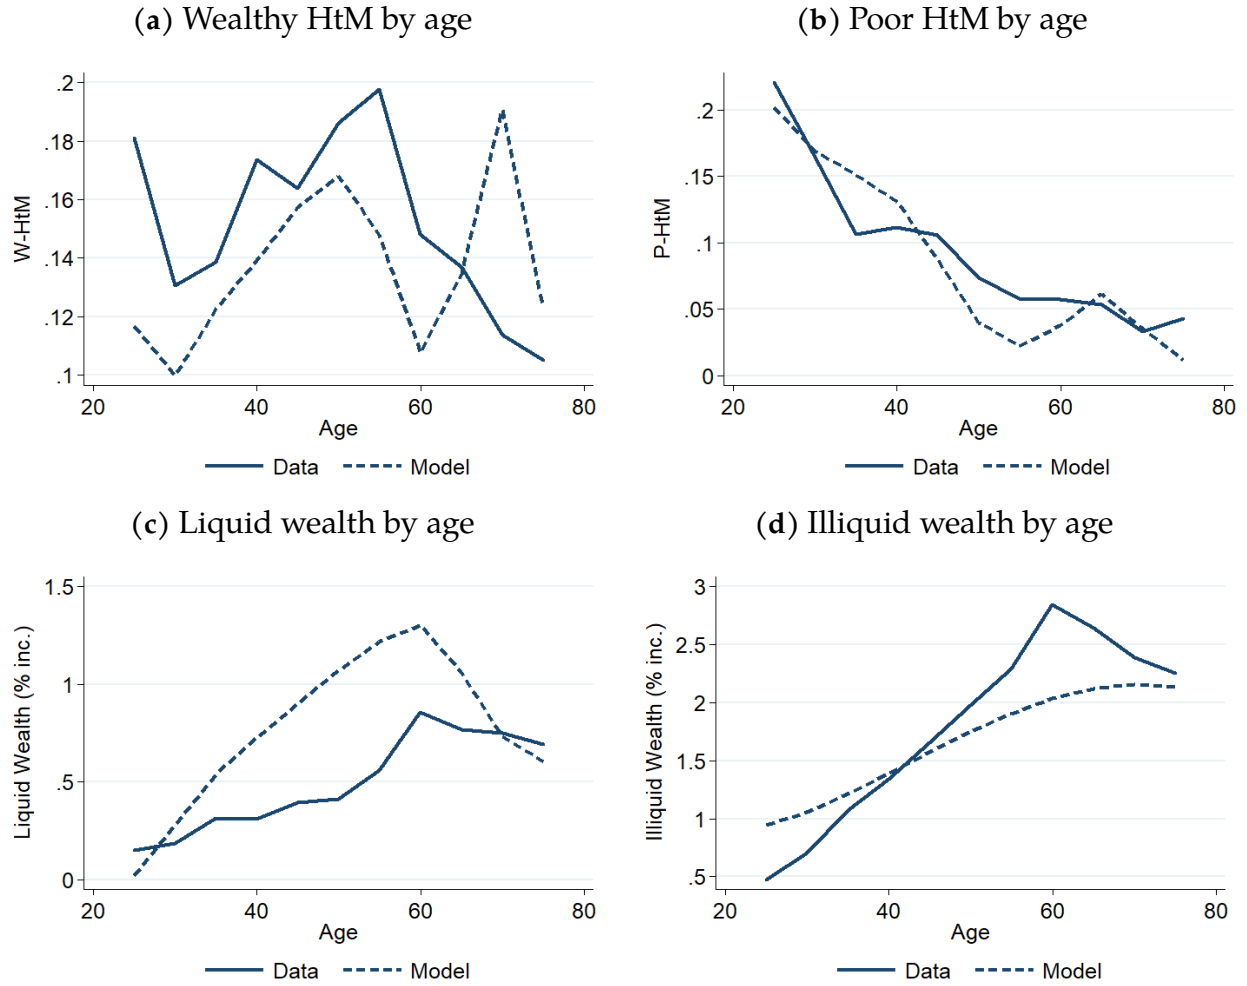 (a) Wealthy HtM by age
.2
.18
.16
.14
.12
.1
W-HtM
20 40 60 80
Age
Data Model
(b) Poor HtM by age
.2
.15
.1
.05
0
P-HtM
20 40 60 80
Age
Data Model
(c) Liquid wealth by age
1.5
1
.5
0
Liquid Wealth (% inc.)
20 40 60 80
Age
Data Model
(d) Illiquid wealth by age
3
2.5
2
1.5
1
.5
Illiquid Wealth (% inc.)
20 40 60 80
Age
Data Model